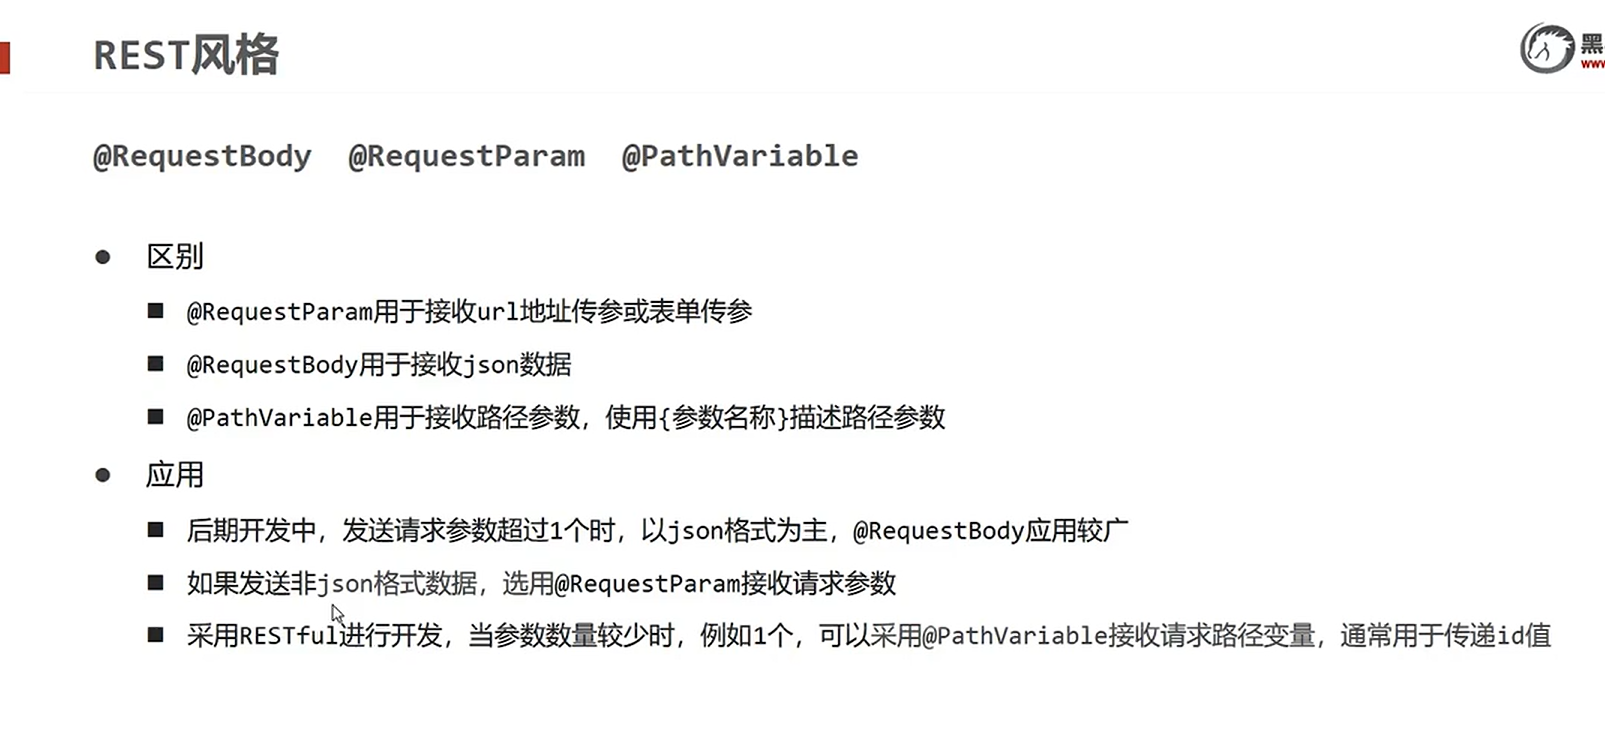 REST风格
黑
www
@RequestBody @RequestParam @PathVariable
区别
@RequestParam用于接收url地址传参或表单传参
@RequestBody用于接收json数据
@PathVariable用于接收路径参数，使用{参数名称}描述路径参数
应用
后期开发中，发送请求参数超过1个时，以json格式为主，@RequestBody应用较广
如果发送非json格式数据，选用@RequestParam接收请求参数
采用RESTful进行开发，当参数数量较少时，例如1个，可以采用@PathVariable接收请求路径变量，通常用于传递id值